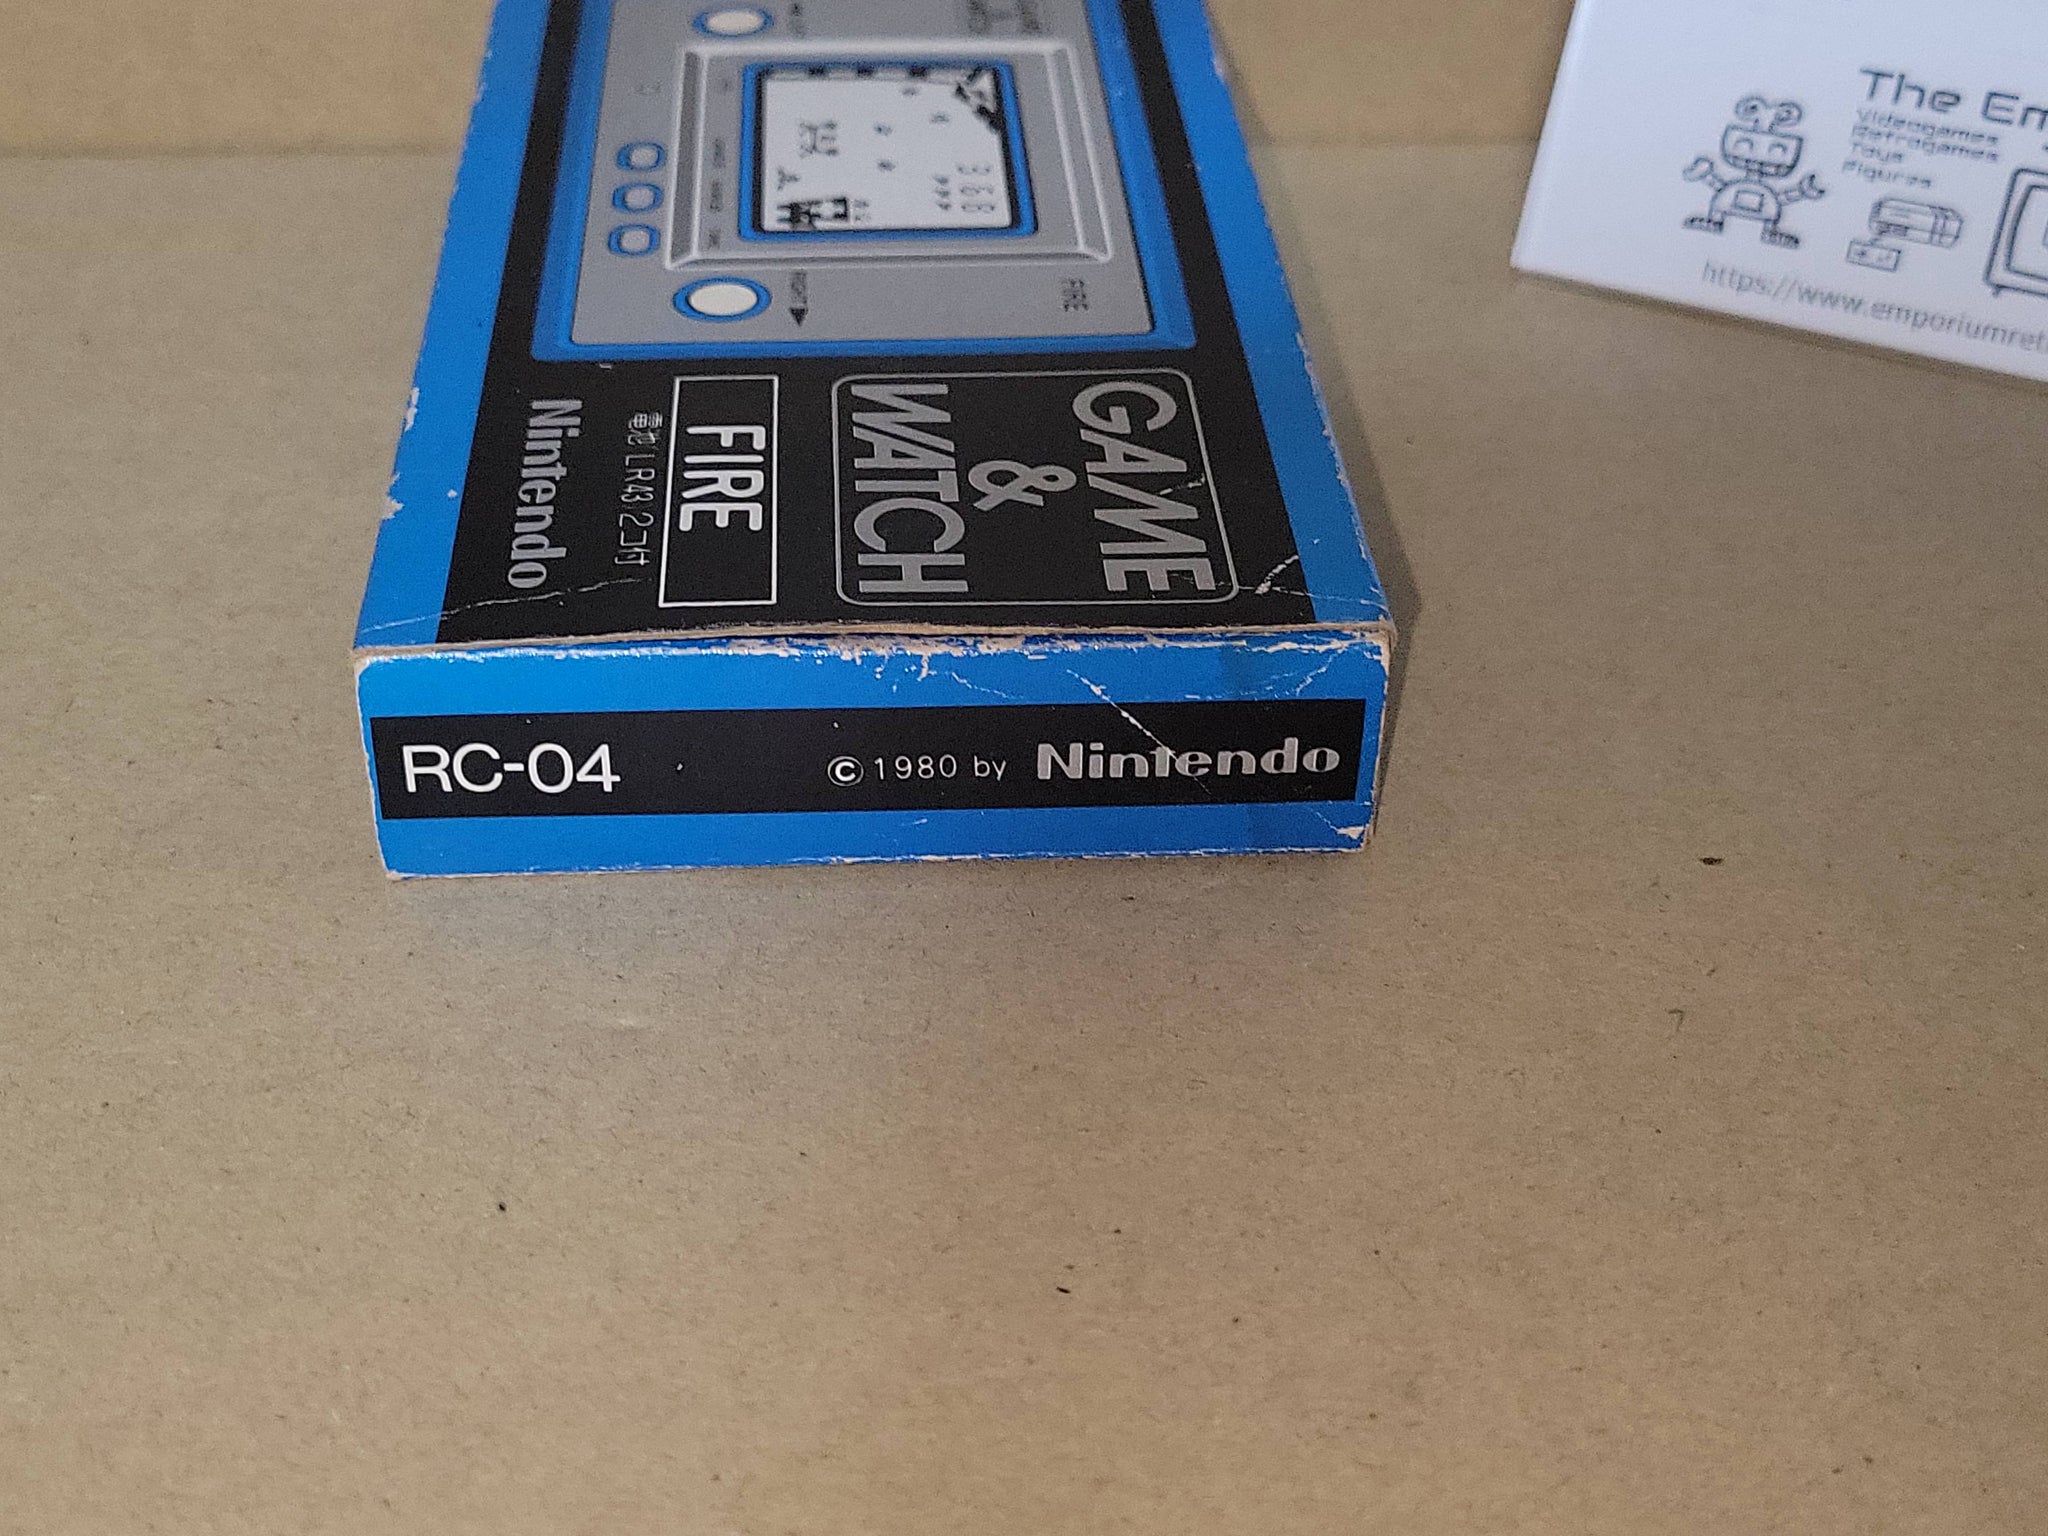 GAME
&
WATCH
FIRE
電池 LR43:2コ付
Nintendo
FIRE
RIGHT
RC-04
©1980 by Nintendo
The Em
Videogames
Retrogames
Toys
Figures
https://www.emporiumret